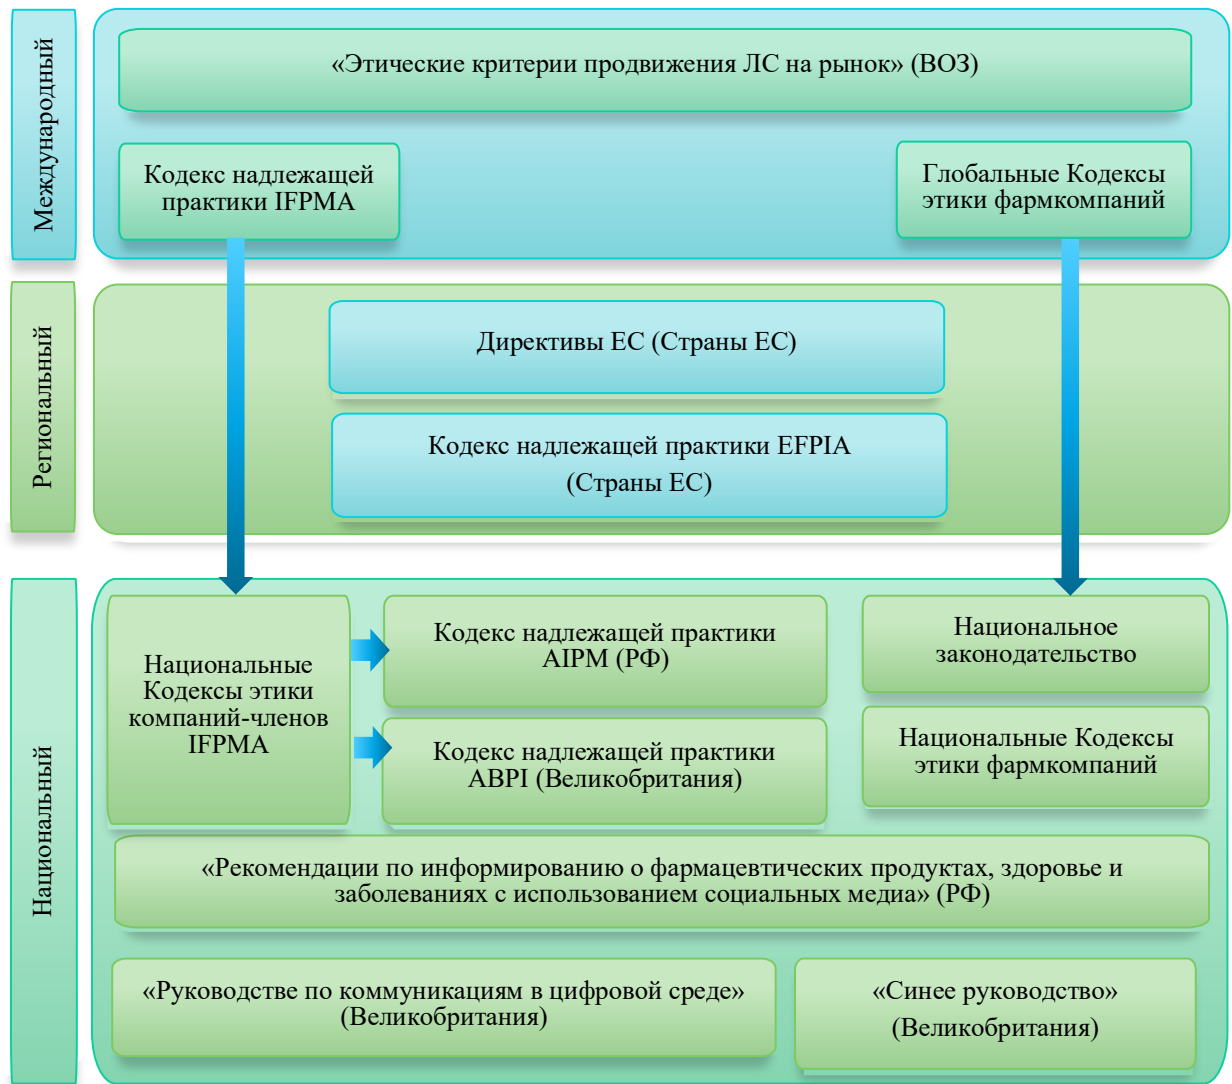 Международный
«Этические критерии продвижения ЛС на рынок» (ВОЗ)
Кодекс надлежащей
практики IFPMA
Глобальные Кодексы
этики фармкомпаний
Региональный
Директивы ЕС (Страны ЕС)
Кодекс надлежащей практики EFPIA
(Страны ЕС)
Национальный
Национальные
Кодексы этики
компаний-членов
IFPMA
Кодекс надлежащей практики
AIPM (РФ)
Кодекс надлежащей практики
ABPI (Великобритания)
Национальное
законодательство
Национальные Кодексы
этики фармкомпаний
«Рекомендации по информированию о фармацевтических продуктах, здоровье и
заболеваниях с использованием социальных медиа» (РФ)
«Руководстве по коммуникациям в цифровой среде»
(Великобритания)
«Синее руководство»
(Великобритания)